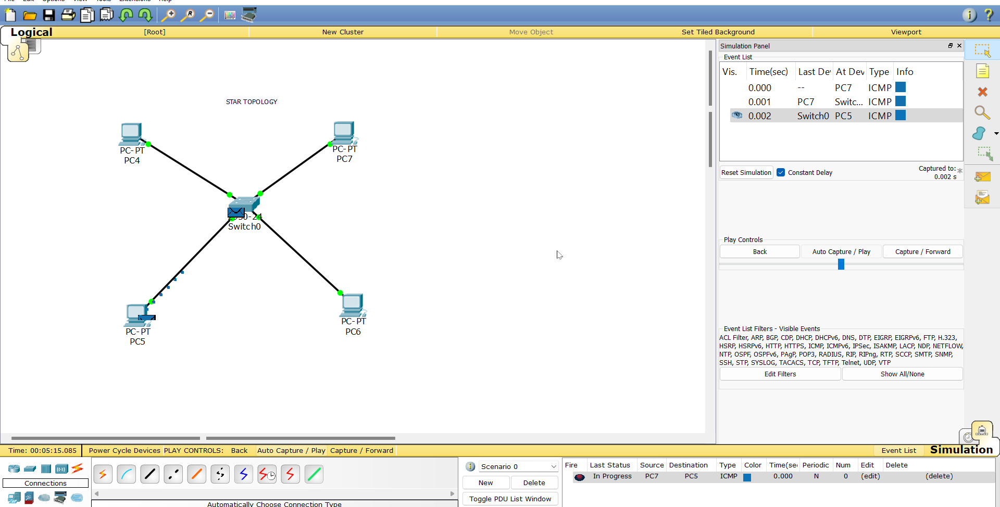 File Edit Options View Tools Extensions Help
Logical [Root] New Cluster Move Object Set Tiled Background Viewport
STAR TOPOLOGY
PC-PT
PC4
PC-PT
PC7
Switch0
PC-PT
PC5
PC-PT
PC6
Simulation Panel
Event List
Vis. Time(sec) Last De At Dev Type Info
0.000 -- PC7 ICMP
0.001 PC7 Switc... ICMP
0.002 Switch0 PC5 ICMP
Reset Simulation Constant Delay Captured to: *
0.002 s
Play Controls
Back Auto Capture / Play Capture / Forward
Event List Filters - Visible Events
ACL Filter, ARP, BGP, CDP, DHCP, DHCPv6, DNS, DTP, EIGRP, EIGRPv6, FTP, H.323,
HSRP, HSRPv6, HTTP, HTTPS, ICMP, ICMPv6, IPSec, ISAKMP, LACP, NDP, NETFLOW,
NTP, OSPF, OSPFv6, PAgP, POP3, RADIUS, RIP, RIPng, RTP, SCCP, SMTP, SNMP,
SSH, STP, SYSLOG, TACACS, TCP, TFTP, Telnet, UDP, VTP
Edit Filters Show All/None
Time: 00:05:15.085 Power Cycle Devices PLAY CONTROLS: Back Auto Capture / Play Capture / Forward Event List Simulation
Connections
Automatically Choose Connection Type
Scenario 0
New Delete
Toggle PDU List Window
Fire Last Status Source Destination Type Color Time(sec Periodic Num Edit Delete
In Progress PC7 PC5 ICMP 0.000 N 0 (edit) (delete)